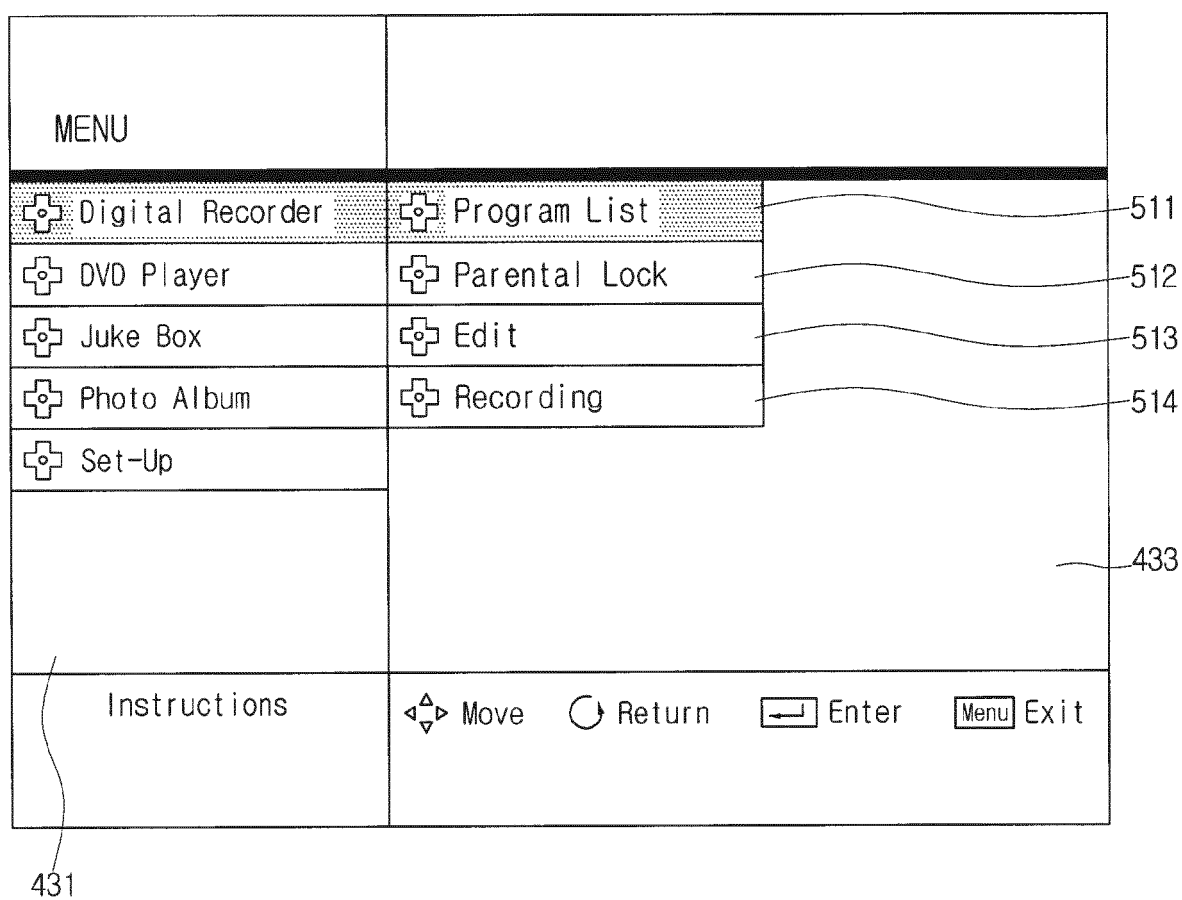 MENU
Digital Recorder Program List 511
DVD Player Parental Lock 512
Juke Box Edit 513
Photo Album Recording 514
Set-Up
433
Instructions Move Return Enter Menu Exit
431